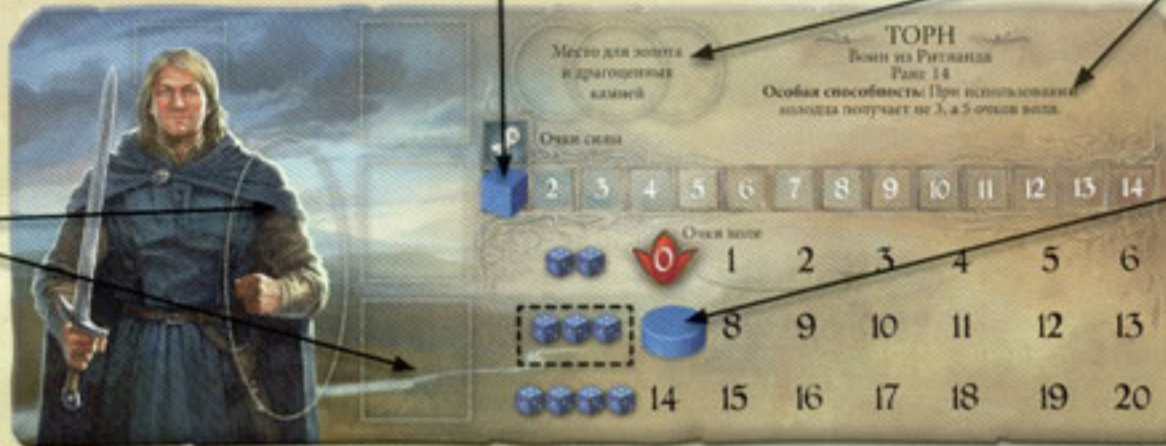 Место для золота
и драгоценных
камней
ТОРН
Воин из Ритланда
Ранг 14
Особая способность: При использовании
колодца получает не 3, а 5 очков воли.
Очки силы
2 3 4 5 6 7 8 9 10 11 12 13 14
Очки воли
0 1 2 3 4 5 6
8 9 10 11 12 13
14 15 16 17 18 19 20